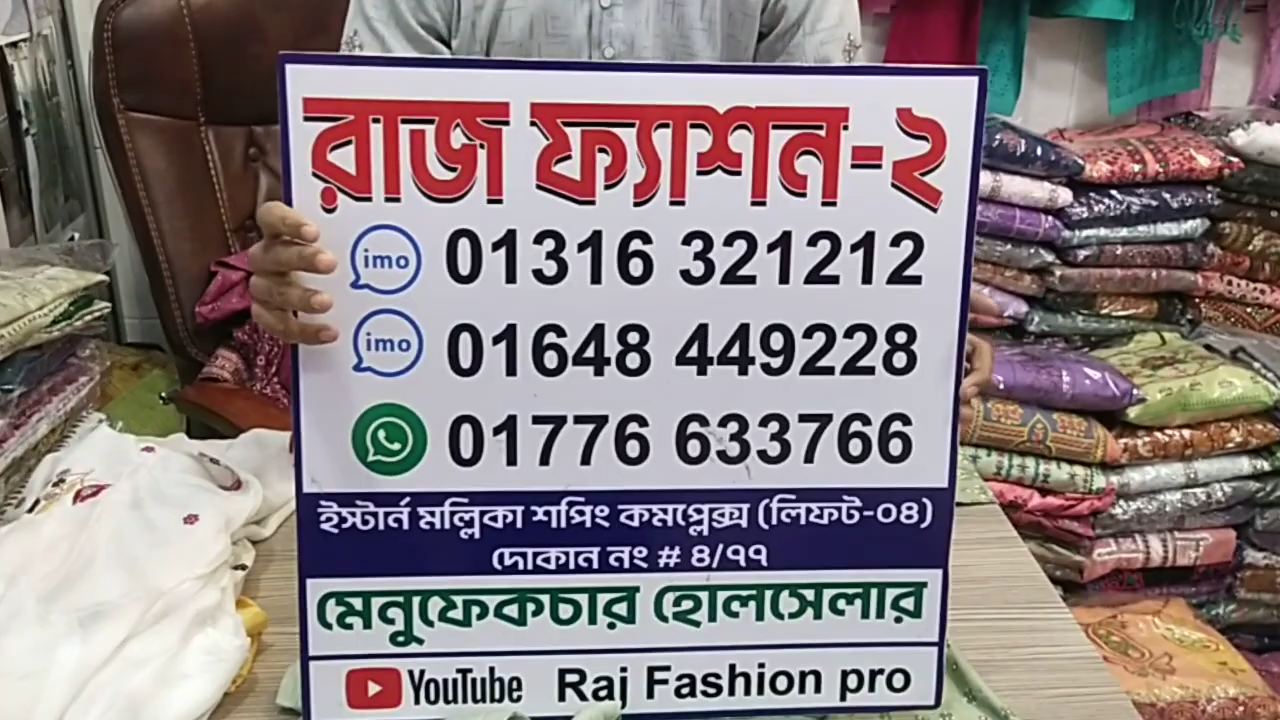 রাজ ফ্যাশন-২
imo 01316 321212
imo 01648 449228
01776 633766
ইস্টার্ন মল্লিকা শপিং কমপ্লেক্স (লিফট-০৪)
দোকান নং # ৪/৭৭
মেনুফেকচার হোলসেলার
YouTube Raj Fashion pro